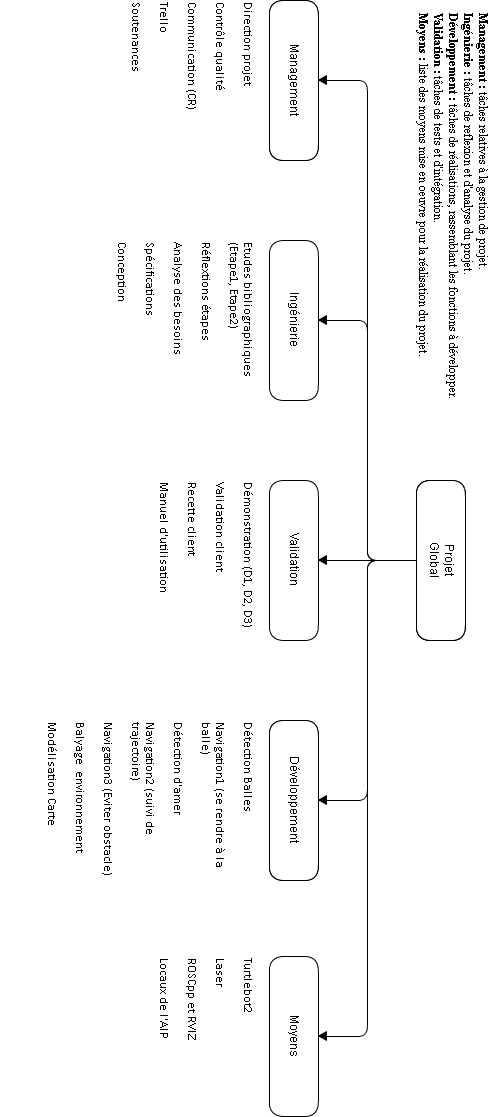 Management : tâches relatives à la gestion de projet.
Ingénierie : tâches de reflexion et d'analyse du projet.
Développement : tâches de réalisations, rassemblant les fonctions à développer.
Validation : tâches de tests et d'intégration.
Moyens : liste des moyens mise en oeuvre pour la réalisation du projet.
Projet
Global
Management
Direction projet
Contrôle qualité
Communication (CR)
Trello
Soutenances
Ingénierie
Etudes bibliographiques
(Etape1, Etape2)
Réflextions étapes
Analyse des besoins
Spécifications
Conception
Validation
Démonstration (D1, D2, D3)
Validation client
Recette client
Manuel d'utilisation
Développement
Détection Balles
Navigation1 (se rendre à la
balle)
Détection d'amer
Navigation2 (suivi de
trajectoire)
Navigation3 (Eviter obstacle)
Balyage environnement
Modélisation Carte
Moyens
Turtlebot2
Laser
ROSCpp et RVIZ
Locaux de l'AIP